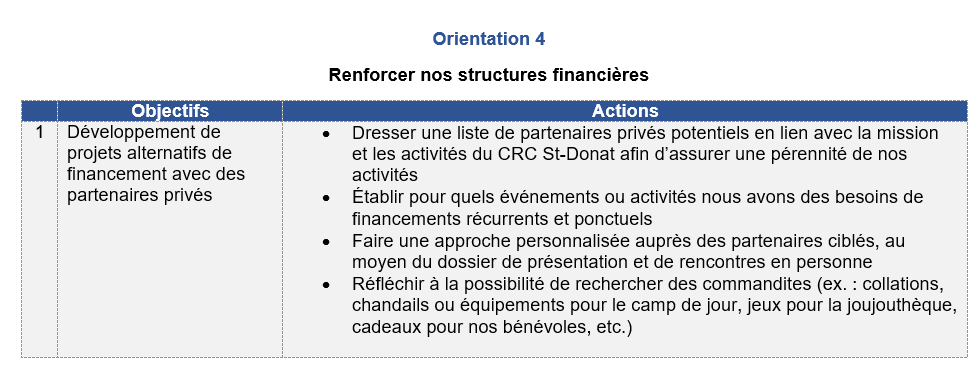 Orientation 4
Renforcer nos structures financières
Objectifs
Actions
1
Développement de
projets alternatifs de
financement avec des
partenaires privés
• Dresser une liste de partenaires privés potentiels en lien avec la mission
et les activités du CRC St-Donat afin d’assurer une pérennité de nos
activités
• Établir pour quels événements ou activités nous avons des besoins de
financements récurrents et ponctuels
• Faire une approche personnalisée auprès des partenaires ciblés, au
moyen du dossier de présentation et de rencontres en personne
• Réfléchir à la possibilité de rechercher des commandites (ex. : collations,
chandails ou équipements pour le camp de jour, jeux pour la joujouthèque,
cadeaux pour nos bénévoles, etc.)